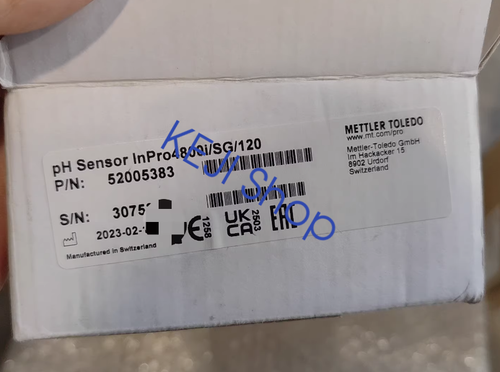 pH Sensor InPro4800i/SG/120
P/N: 52005383
S/N: 3075
2023-02-
Manufactured in Switzerland
CE 1258
UK CA 2503
EAC
METTLER TOLEDO
www.mt.com/pro
Mettler-Toledo GmbH
Im Hackacker 15
8902 Urdorf
Switzerland
KEJI Shop